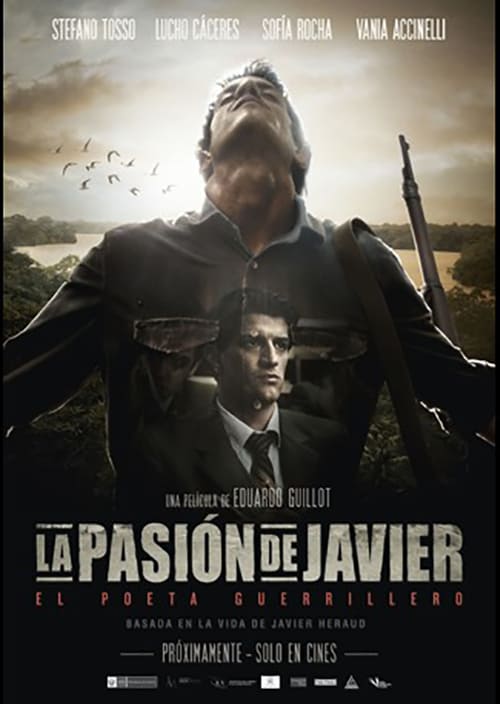 STEFANO TOSSO LUCHO CÁCERES SOFÍA ROCHA VANIA ACCINELLI
UNA PELÍCULA DE EDUARDO GUILLOT
LA PASIÓN DE JAVIER
EL POETA GUERRILLERO
BASADA EN LA VIDA DE JAVIER HERAUD
PRÓXIMAMENTE - SOLO EN CINES